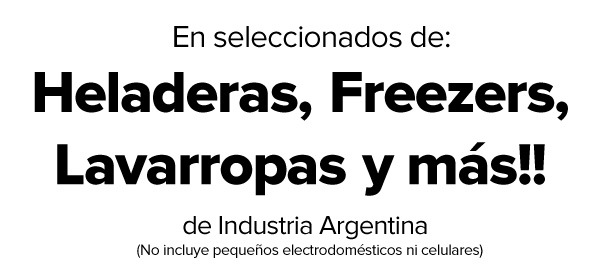 En seleccionados de:
Heladeras, Freezers,
Lavarropas y más!!
de Industria Argentina
(No incluye pequeños electrodomésticos ni celulares)